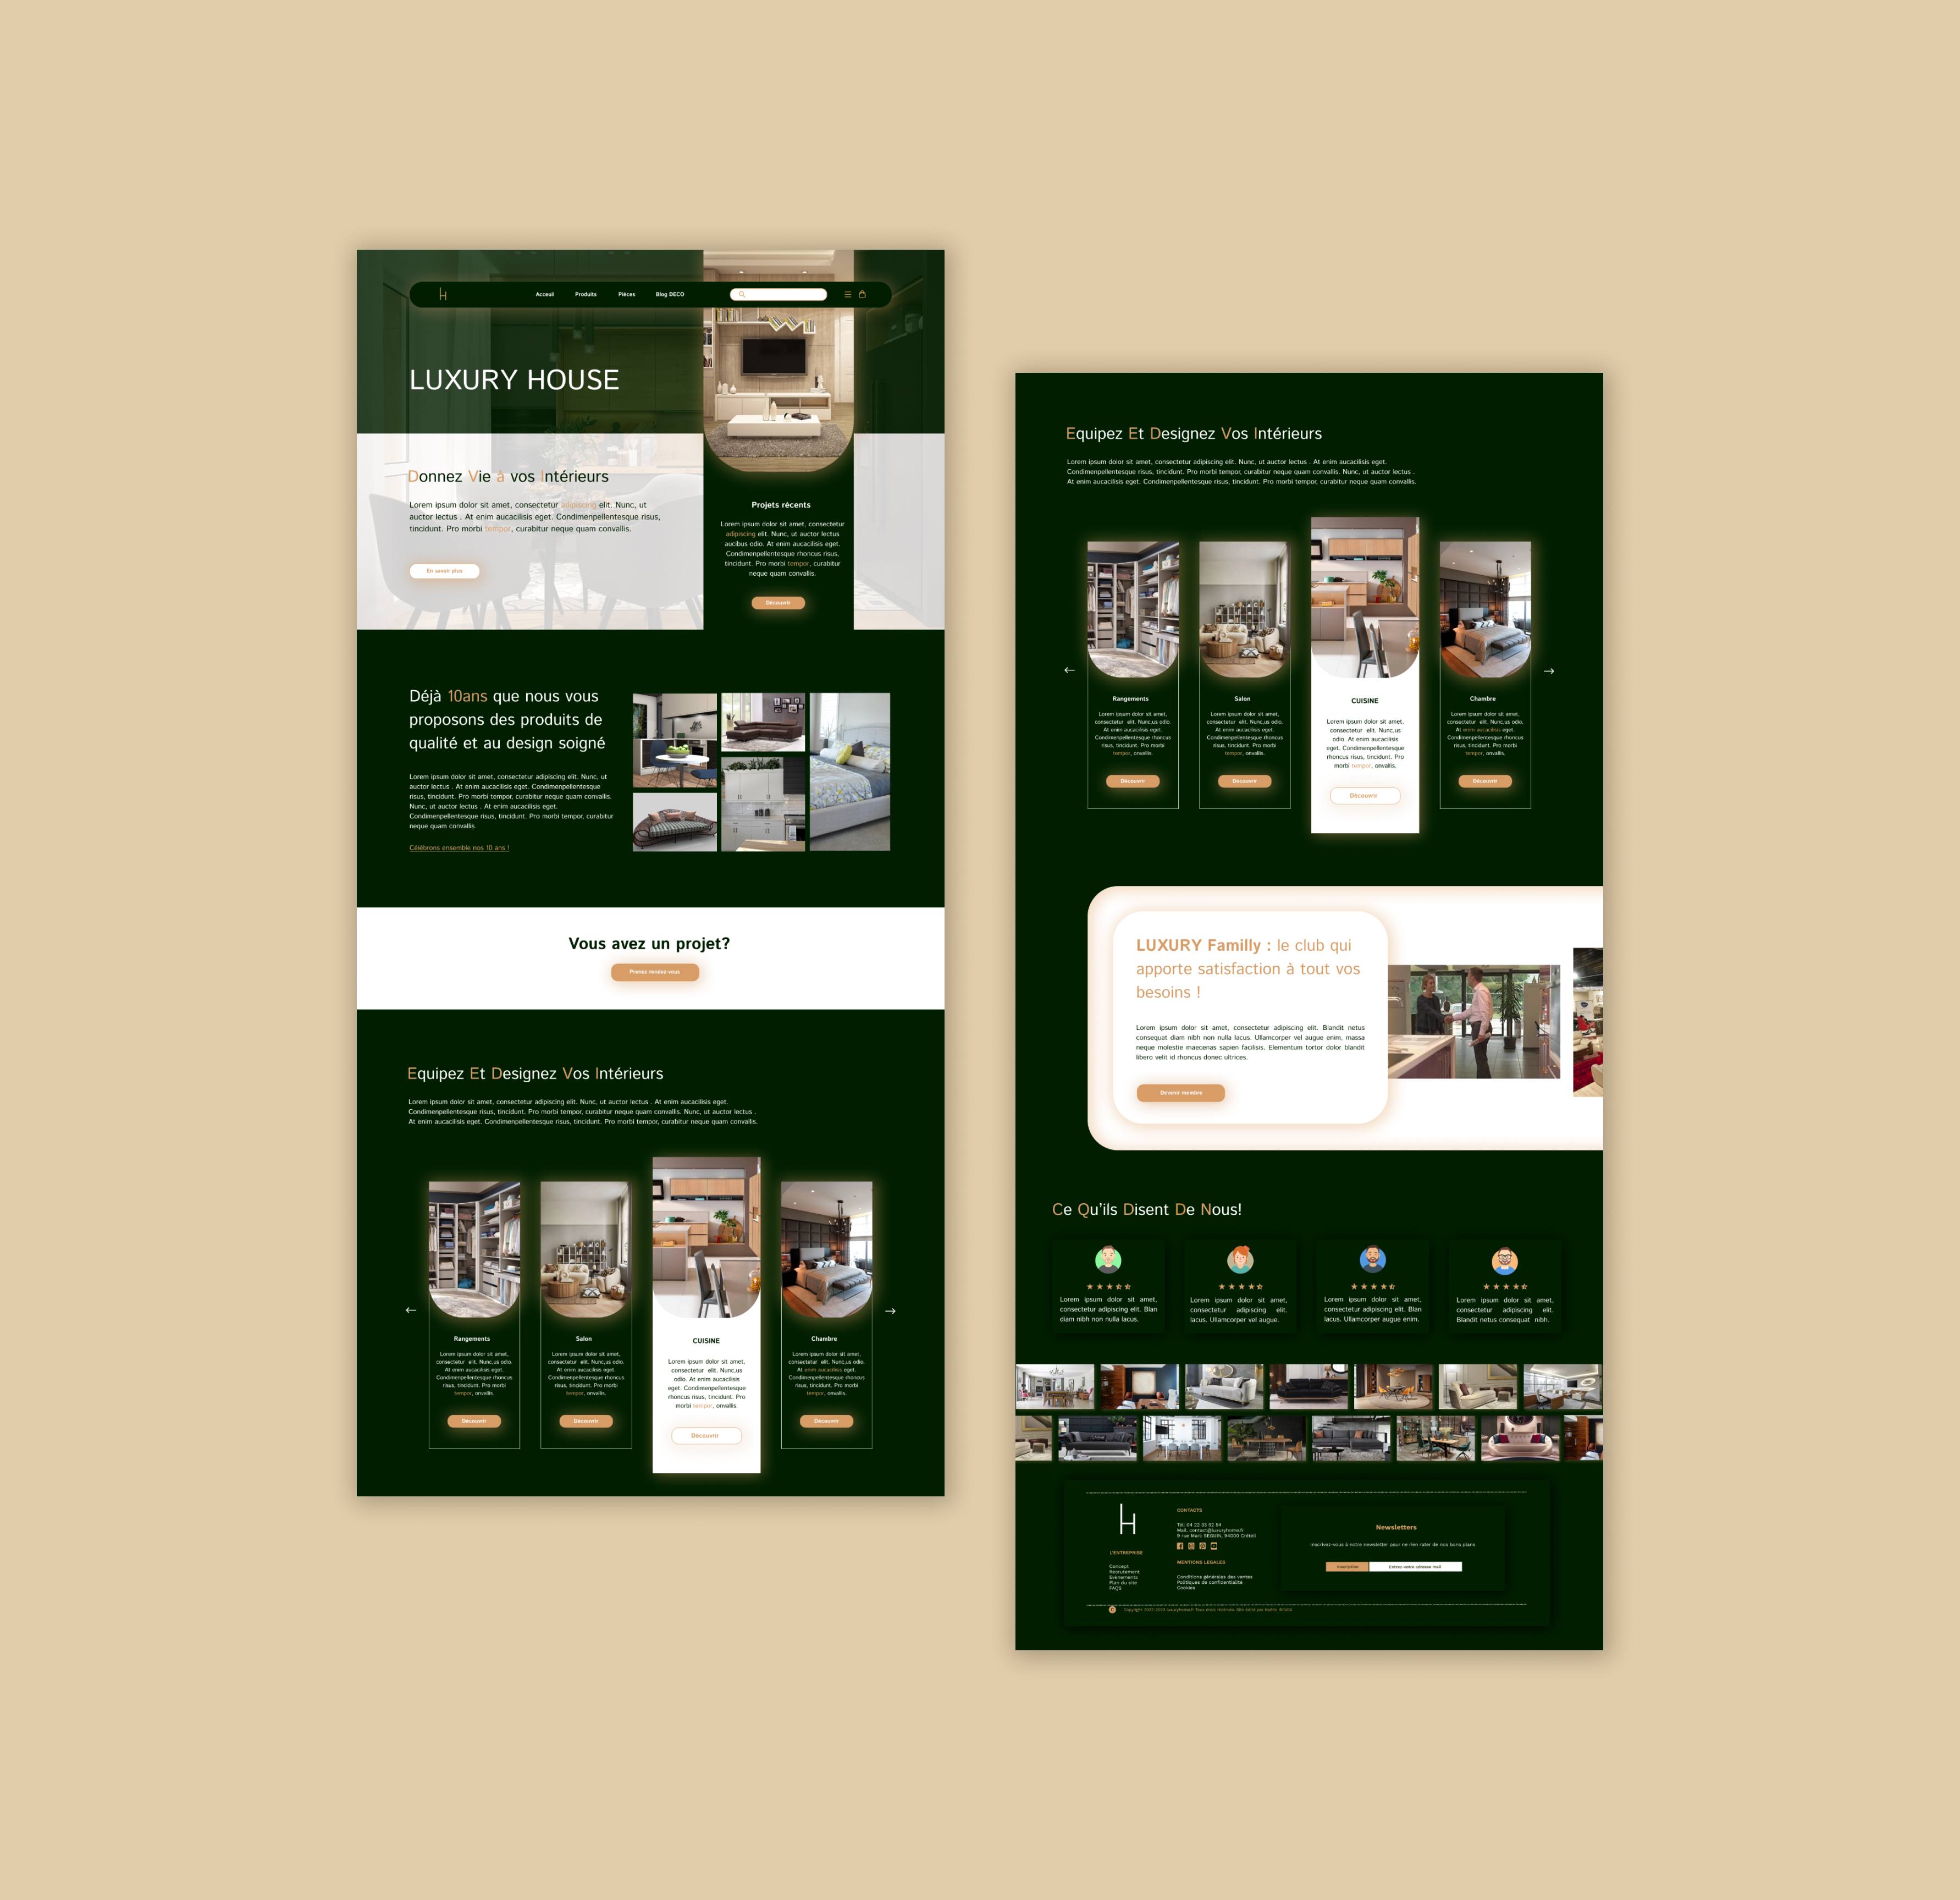 Acceuil Produits Pièces Blog DECO
LUXURY HOUSE
Donnez Vie à vos Intérieurs
Lorem ipsum dolor sit amet, consectetur adipiscing elit. Nunc, ut
auctor lectus . At enim aucacilisis eget. Condimenpellentesque risus,
tincidunt. Pro morbi tempor, curabitur neque quam convallis.
En savoir plus
Projets récents
Lorem ipsum dolor sit amet, consectetur
adipiscing elit. Nunc, ut auctor lectus
aucibus odio. At enim aucacilisis eget.
Condimenpellentesque rhoncus risus,
tincidunt. Pro morbi tempor, curabitur
neque quam convallis.
Découvrir
Déjà 10ans que nous vous
proposons des produits de
qualité et au design soigné
Lorem ipsum dolor sit amet, consectetur adipiscing elit. Nunc, ut
auctor lectus . At enim aucacilisis eget. Condimenpellentesque
risus, tincidunt. Pro morbi tempor, curabitur neque quam convallis.
Nunc, ut auctor lectus . At enim aucacilisis eget.
Condimenpellentesque risus, tincidunt. Pro morbi tempor, curabitur
neque quam convallis.
Célébrons ensemble nos 10 ans !
Vous avez un projet?
Prenez rendez-vous
Equipez Et Designez Vos Intérieurs
Lorem ipsum dolor sit amet, consectetur adipiscing elit. Nunc, ut auctor lectus . At enim aucacilisis eget.
Condimenpellentesque risus, tincidunt. Pro morbi tempor, curabitur neque quam convallis. Nunc, ut auctor lectus .
At enim aucacilisis eget. Condimenpellentesque risus, tincidunt. Pro morbi tempor, curabitur neque quam convallis.
Rangements
Lorem ipsum dolor sit amet,
consectetur elit. Nunc,us odio.
At enim aucacilisis eget.
Condimenpellentesque rhoncus
risus, tincidunt. Pro morbi
tempor, onvallis.
Découvrir
Salon
Lorem ipsum dolor sit amet,
consectetur elit. Nunc,us odio.
At enim aucacilisis eget.
Condimenpellentesque rhoncus
risus, tincidunt. Pro morbi
tempor, onvallis.
Découvrir
CUISINE
Lorem ipsum dolor sit amet,
consectetur elit. Nunc,us
odio. At enim aucacilisis
eget. Condimenpellentesque
rhoncus risus, tincidunt. Pro
morbi tempor, onvallis.
Découvrir
Chambre
Lorem ipsum dolor sit amet,
consectetur elit. Nunc,us odio.
At enim aucacilisis eget.
Condimenpellentesque rhoncus
risus, tincidunt. Pro morbi
tempor, onvallis.
Découvrir
Equipez Et Designez Vos Intérieurs
Lorem ipsum dolor sit amet, consectetur adipiscing elit. Nunc, ut auctor lectus . At enim aucacilisis eget.
Condimenpellentesque risus, tincidunt. Pro morbi tempor, curabitur neque quam convallis. Nunc, ut auctor lectus .
At enim aucacilisis eget. Condimenpellentesque risus, tincidunt. Pro morbi tempor, curabitur neque quam convallis.
Rangements
Lorem ipsum dolor sit amet,
consectetur elit. Nunc,us odio.
At enim aucacilisis eget.
Condimenpellentesque rhoncus
risus, tincidunt. Pro morbi
tempor, onvallis.
Découvrir
Salon
Lorem ipsum dolor sit amet,
consectetur elit. Nunc,us odio.
At enim aucacilisis eget.
Condimenpellentesque rhoncus
risus, tincidunt. Pro morbi
tempor, onvallis.
Découvrir
CUISINE
Lorem ipsum dolor sit amet,
consectetur elit. Nunc,us
odio. At enim aucacilisis
eget. Condimenpellentesque
rhoncus risus, tincidunt. Pro
morbi tempor, onvallis.
Découvrir
Chambre
Lorem ipsum dolor sit amet,
consectetur elit. Nunc,us odio.
At enim aucacilisis eget.
Condimenpellentesque rhoncus
risus, tincidunt. Pro morbi
tempor, onvallis.
Découvrir
LUXURY Familly : le club qui
apporte satisfaction à tout vos
besoins !
Lorem ipsum dolor sit amet, consectetur adipiscing elit. Blandit netus
consequat diam nibh non nulla lacus. Ullamcorper vel augue enim, massa
neque molestie maecenas sapien facilisis. Elementum tortor dolor blandit
libero velit id rhoncus donec ultrices.
Devenir membre
Ce Qu'ils Disent De Nous!
Lorem ipsum dolor sit amet,
consectetur adipiscing elit. Blan
diam nibh non nulla lacus.
Lorem ipsum dolor sit amet,
consectetur adipiscing elit.
lacus. Ullamcorper vel augue.
Lorem ipsum dolor sit amet,
consectetur adipiscing elit. Blan
lacus. Ullamcorper augue enim.
Lorem ipsum dolor sit amet,
consectetur adipiscing elit.
Blandit netus consequat nibh.
L'ENTREPRISE
Concept
Recrutement
Evénements
Plan du site
FAQS
CONTACTS
Tél: 04 22 33 52 54
Mail. contact@luxuryhome.fr
9 rue Marc SEGUIN, 94000 Créteil
MENTIONS LEGALES
Conditions générales des ventes
Politiques de confidentialité
Cookies
Newsletters
Inscrivez-vous à notre newsletter pour ne rien rater de nos bons plans
Inscription Entrez-votre adresse mail
Copyright 2022-2023 luxuryhome.fr Tous droits réservés. Site édité par